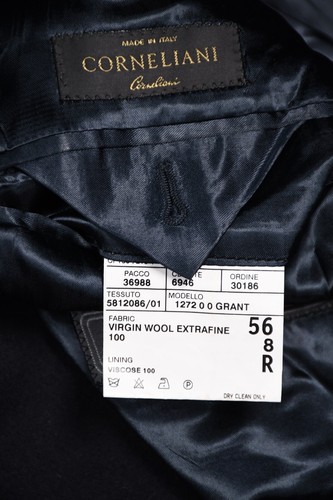 MADE IN ITALY
CORNELIANI
Corneliani
PACCO CLIENTE ORDINE
36988 6946 30186
TESSUTO MODELLO
5812086/01 1272 0 0 GRANT
FABRIC
VIRGIN WOOL EXTRAFINE
100
56
8
R
LINING
VISCOSE 100
P
DRY CLEAN ONLY